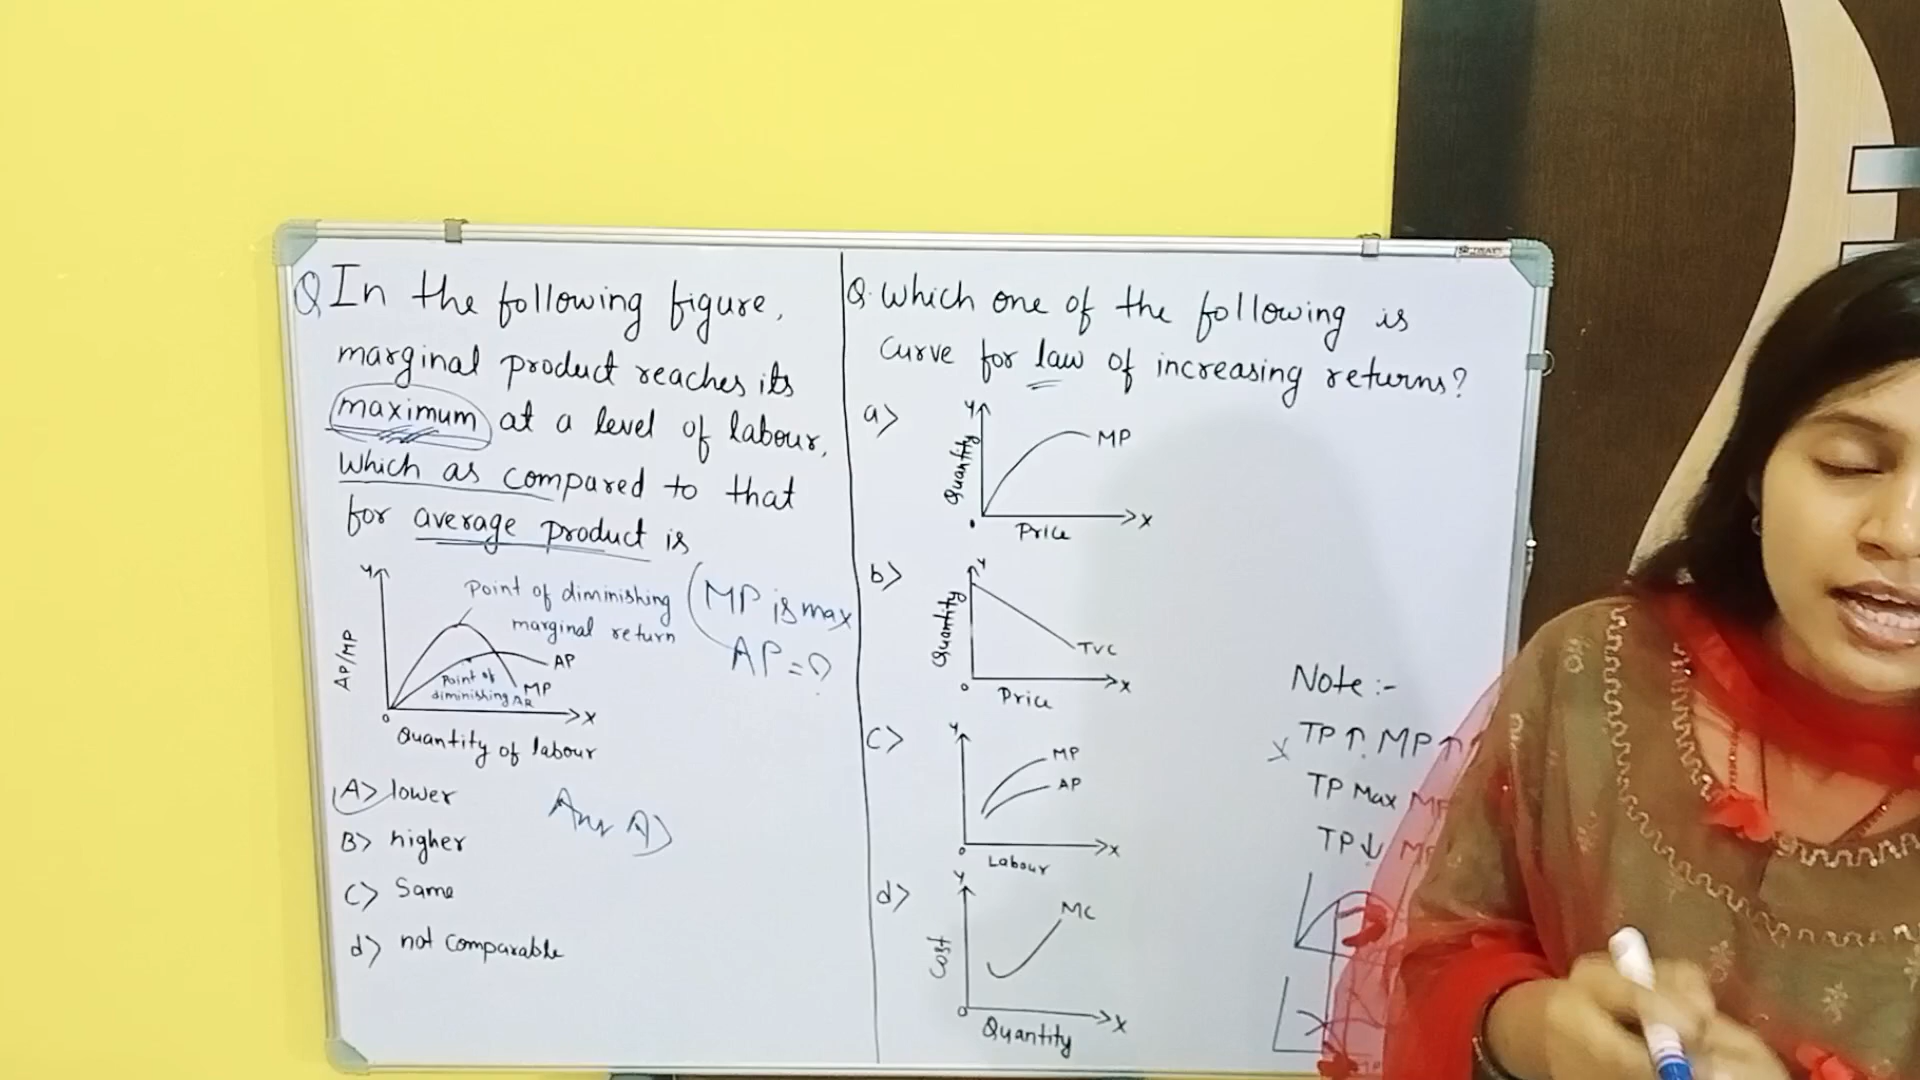 Q In the following figure,
marginal product reaches its
maximum at a level of labour,
which as compared to that
for average product is
Y
Point of diminishing
marginal return
AP/MP
AP
Point of
diminishing AR
MP
O
X
Quantity of labour
(MP is max
AP = ?
A> lower
B> higher
C> Same
d> not comparable
Ans A)
Q. Which one of the following is
curve for law of increasing returns?
a>
Y
Quantity
MP
X
Price
b>
Y
Quantity
TVC
O
X
Price
c>
Y
MP
AP
O
X
Labour
d>
Y
Cost
MC
O
X
Quantity
Note :-
TP↑ MP↑
TP Max MP
TP↓ MP